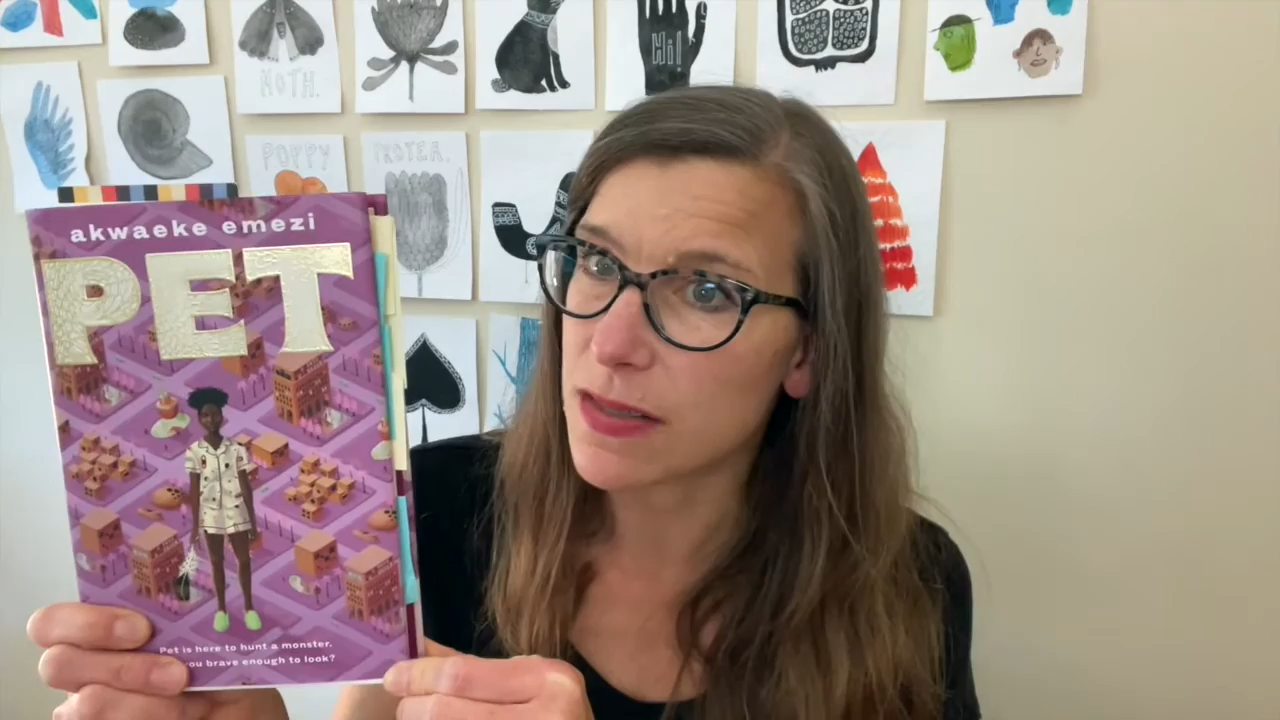 MOTH.
Hi!
POPPY
PROTEA.
akwaeke emezi
PET
Pet is here to hunt a monster.
you brave enough to look?